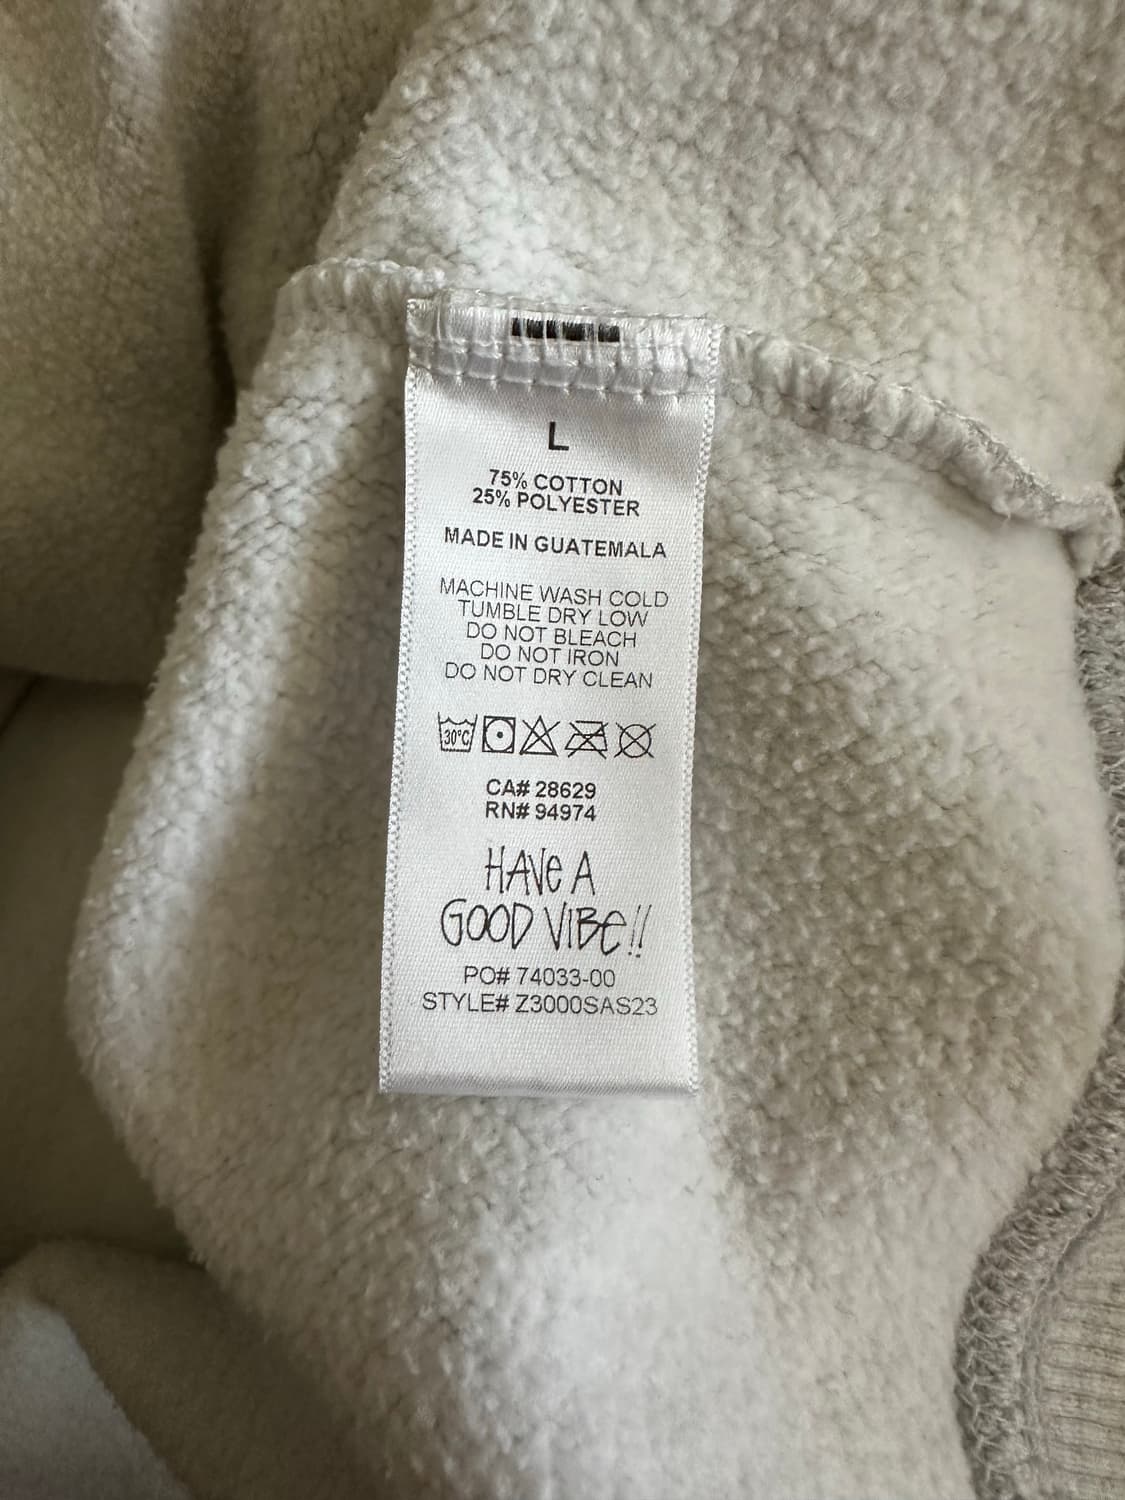 L
75% COTTON
25% POLYESTER
MADE IN GUATEMALA
MACHINE WASH COLD
TUMBLE DRY LOW
DO NOT BLEACH
DO NOT IRON
DO NOT DRY CLEAN
30°C
CA# 28629
RN# 94974
HAVe A
GOOD VIBe!!
PO# 74033-00
STYLE# Z3000SAS23